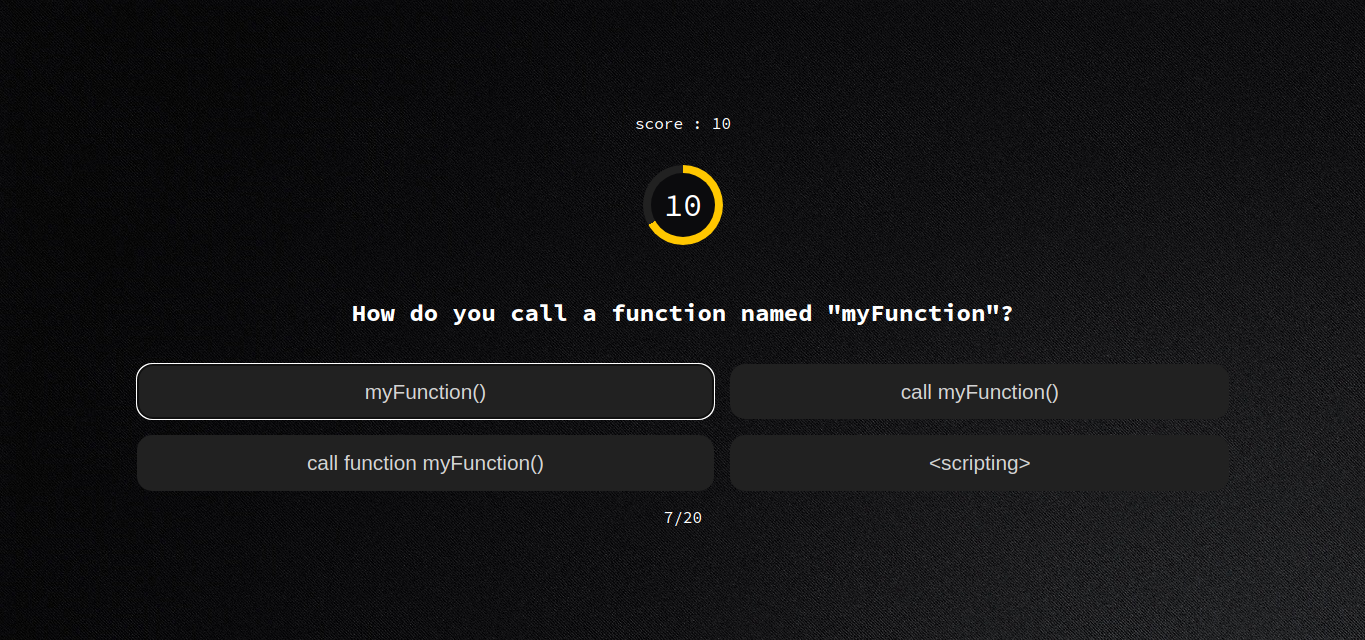 score : 10
10
How do you call a function named "myFunction"?
myFunction()
call myFunction()
call function myFunction()
<scripting>
7/20